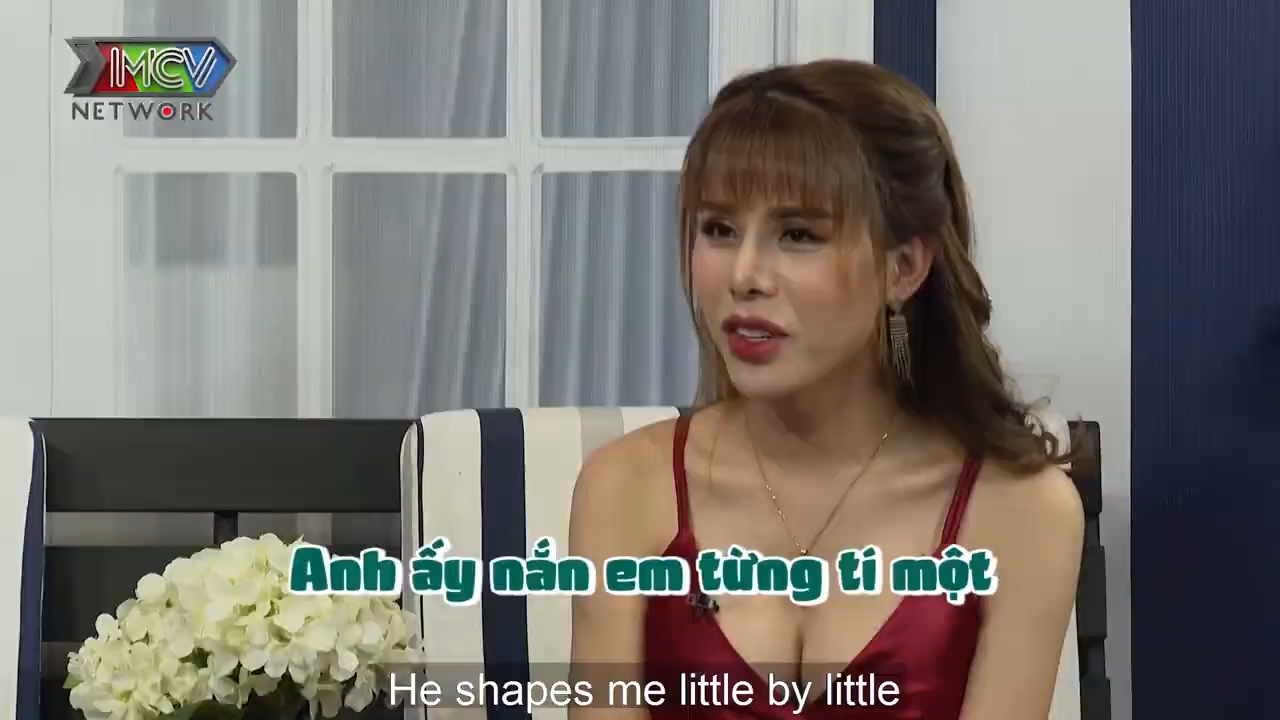 MCV
NETWORK
Anh ấy nắn em từng tí một
He shapes me little by little